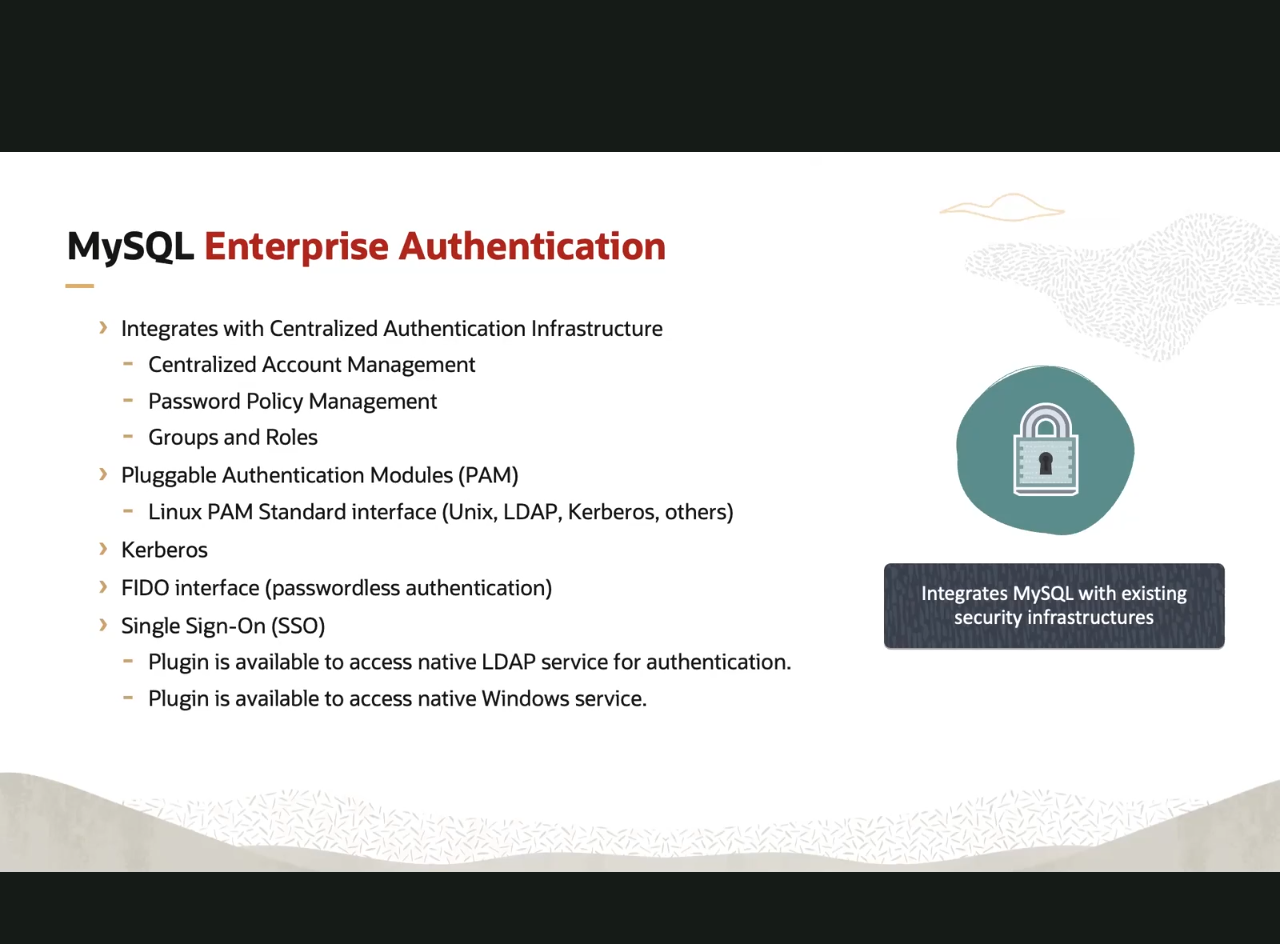 MySQL Enterprise Authentication
› Integrates with Centralized Authentication Infrastructure
- Centralized Account Management
- Password Policy Management
- Groups and Roles
› Pluggable Authentication Modules (PAM)
- Linux PAM Standard interface (Unix, LDAP, Kerberos, others)
› Kerberos
› FIDO interface (passwordless authentication)
› Single Sign-On (SSO)
- Plugin is available to access native LDAP service for authentication.
- Plugin is available to access native Windows service.
Integrates MySQL with existing
security infrastructures